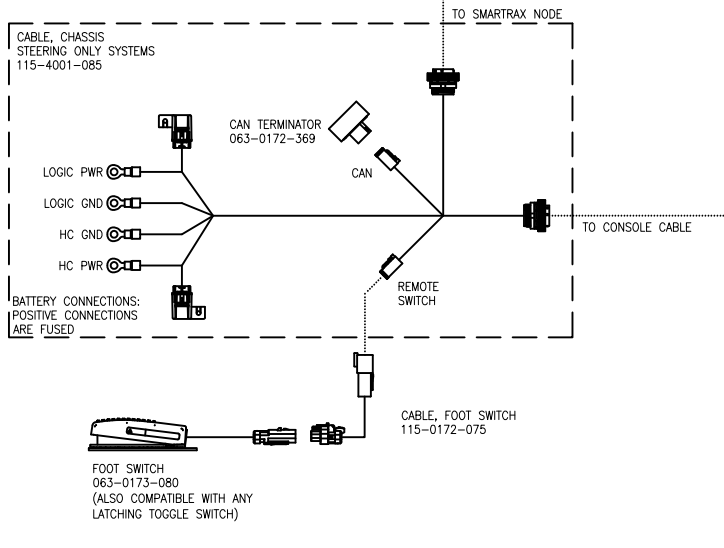 TO SMARTRAX NODE
CABLE, CHASSIS
STEERING ONLY SYSTEMS
115-4001-085
CAN TERMINATOR
063-0172-369
CAN
LOGIC PWR
LOGIC GND
HC GND
HC PWR
TO CONSOLE CABLE
REMOTE
SWITCH
BATTERY CONNECTIONS:
POSITIVE CONNECTIONS
ARE FUSED
CABLE, FOOT SWITCH
115-0172-075
FOOT SWITCH
063-0173-080
(ALSO COMPATIBLE WITH ANY
LATCHING TOGGLE SWITCH)